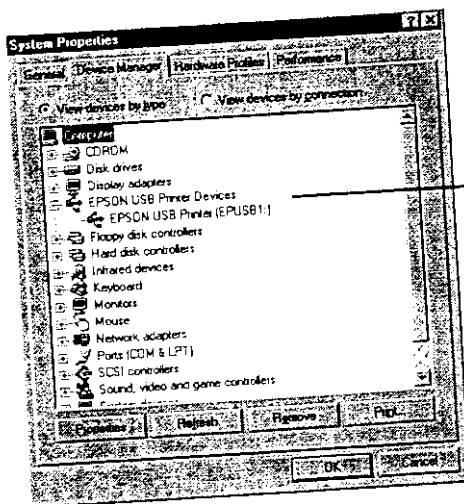 System Properties
General Device Manager Hardware Profiles Performance
View devices by type View devices by connection
Computer
CDROM
Disk drives
Display adapters
EPSON USB Printer Devices
EPSON USB Printer (EPUSB1:)
Floppy disk controllers
Hard disk controllers
Infrared devices
Keyboard
Monitors
Mouse
Network adapters
Ports (COM & LPT)
SCSI controllers
Sound, video and game controllers
Properties Refresh Remove Print...
OK Cancel